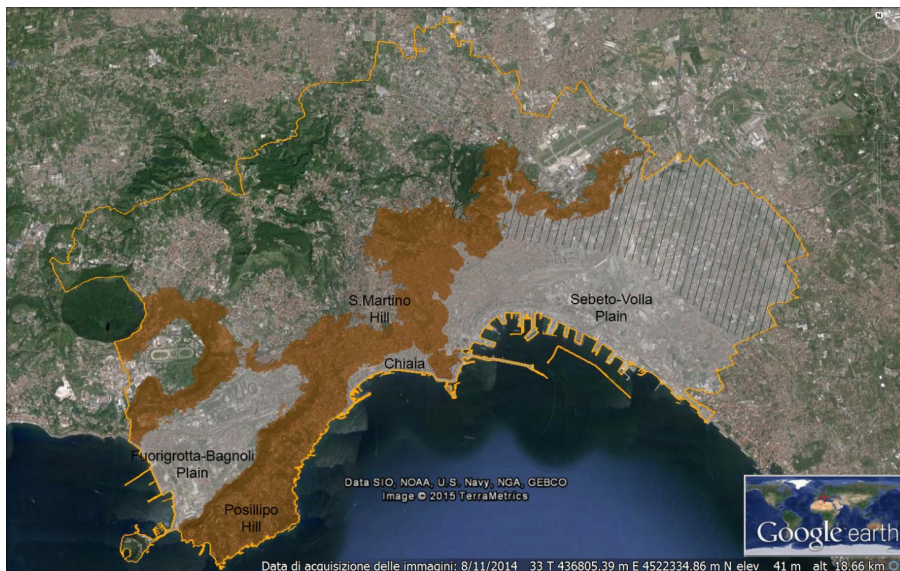 N
S.Martino
Hill
Sebeto-Volla
Plain
Chiaia
Fuorigrotta-Bagnoli
Plain
Data SIO, NOAA, U.S. Navy, NGA, GEBCO
Image © 2015 TerraMetrics
Posillipo
Hill
Google earth
Data di acquisizione delle immagini: 8/11/2014 33 T 436805.39 m E 4522334.86 m N elev 41 m alt 18.66 km